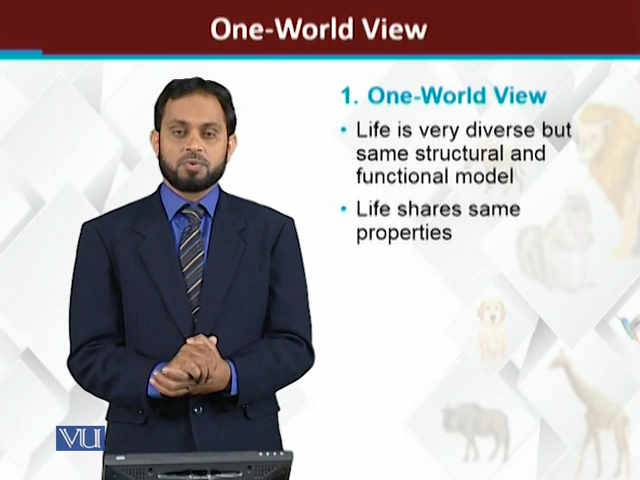 One-World View
1. One-World View
• Life is very diverse but
same structural and
functional model
• Life shares same
properties
VU